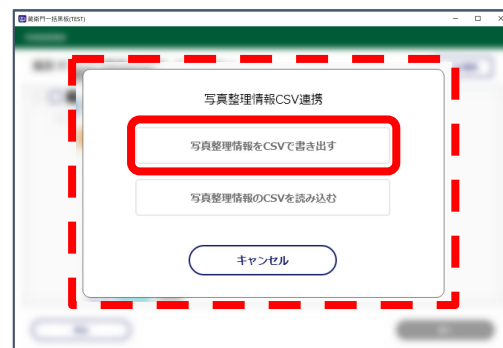 蔵衛門一括黒板(TEST)
写真整理情報CSV連携
写真整理情報をCSVで書き出す
写真整理情報のCSVを読み込む
キャンセル